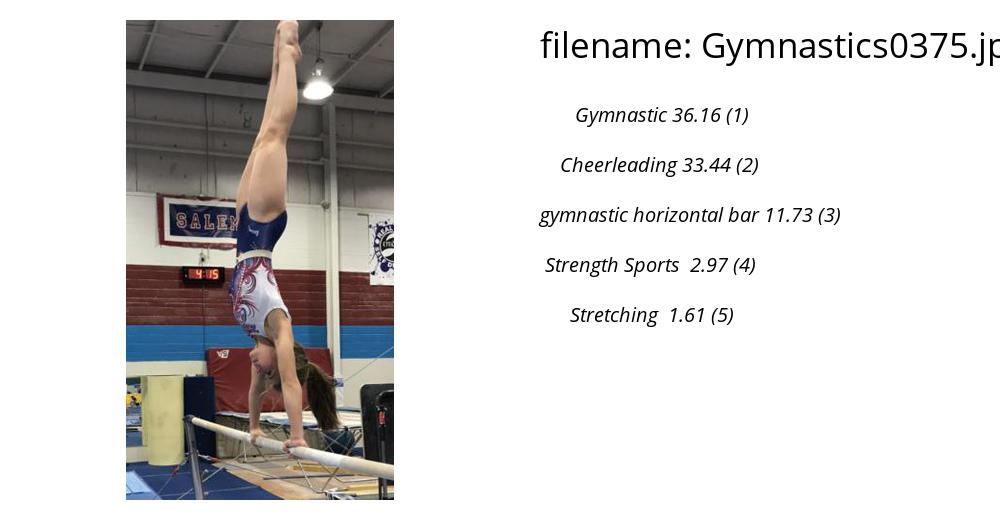 filename: Gymnastics0375.jp
Gymnastic 36.16 (1)
Cheerleading 33.44 (2)
gymnastic horizontal bar 11.73 (3)
Strength Sports  2.97 (4)
Stretching  1.61 (5)
SALEM
4:15